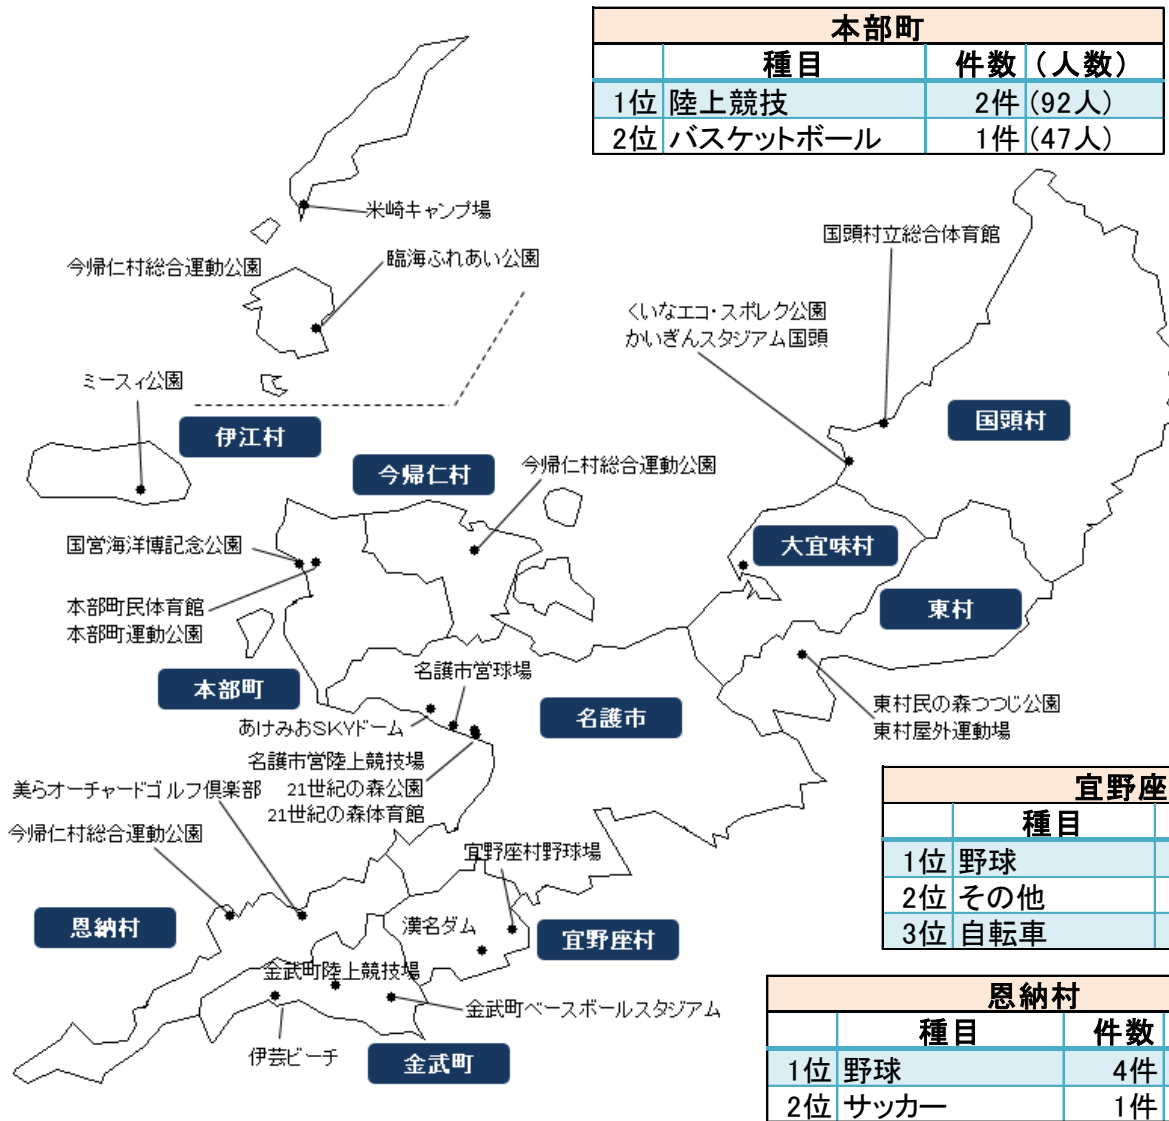 本部町
種目 件数 (人数)
1位 陸上競技 2件 (92人)
2位 バスケットボール 1件 (47人)
米崎キャンプ場
今帰仁村総合運動公園
臨海ふれあい公園
国頭村立総合体育館
くいなエコ・スポレク公園
かいぎんスタジアム国頭
ミースィ公園
伊江村
国頭村
今帰仁村
今帰仁村総合運動公園
国営海洋博記念公園
大宜味村
本部町民体育館
本部町運動公園
東村
本部町
名護市営球場
名護市
東村民の森つつじ公園
東村屋外運動場
あけみおSKYドーム
名護市営陸上競技場
21世紀の森公園
21世紀の森体育館
美らオーチャードゴルフ倶楽部
今帰仁村総合運動公園
宜野座村野球場
宜野座
種目
1位 野球
2位 その他
3位 自転車
恩納村
漢名ダム
宜野座村
金武町陸上競技場
金武町ベースボールスタジアム
伊芸ビーチ
金武町
恩納村
種目 件数
1位 野球 4件
2位 サッカー 1件